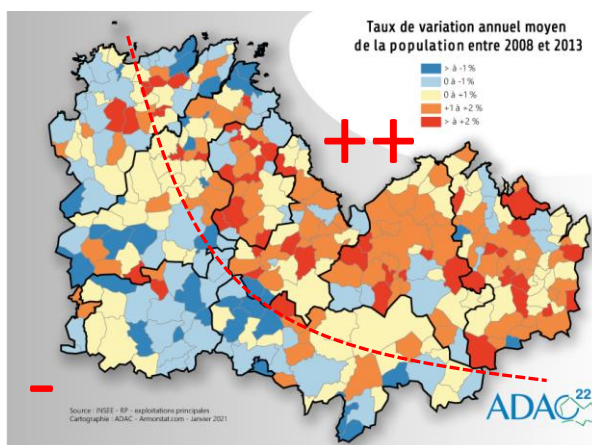 Taux de variation annuel moyen
de la population entre 2008 et 2013
> à -1 %
0 à -1 %
0 à +1 %
+1 à +2 %
> à +2 %
++
-
Source : INSEE - RP - exploitations principales
Cartographie : ADAC - Armorstat.com - Janvier 2021
ADAC 22